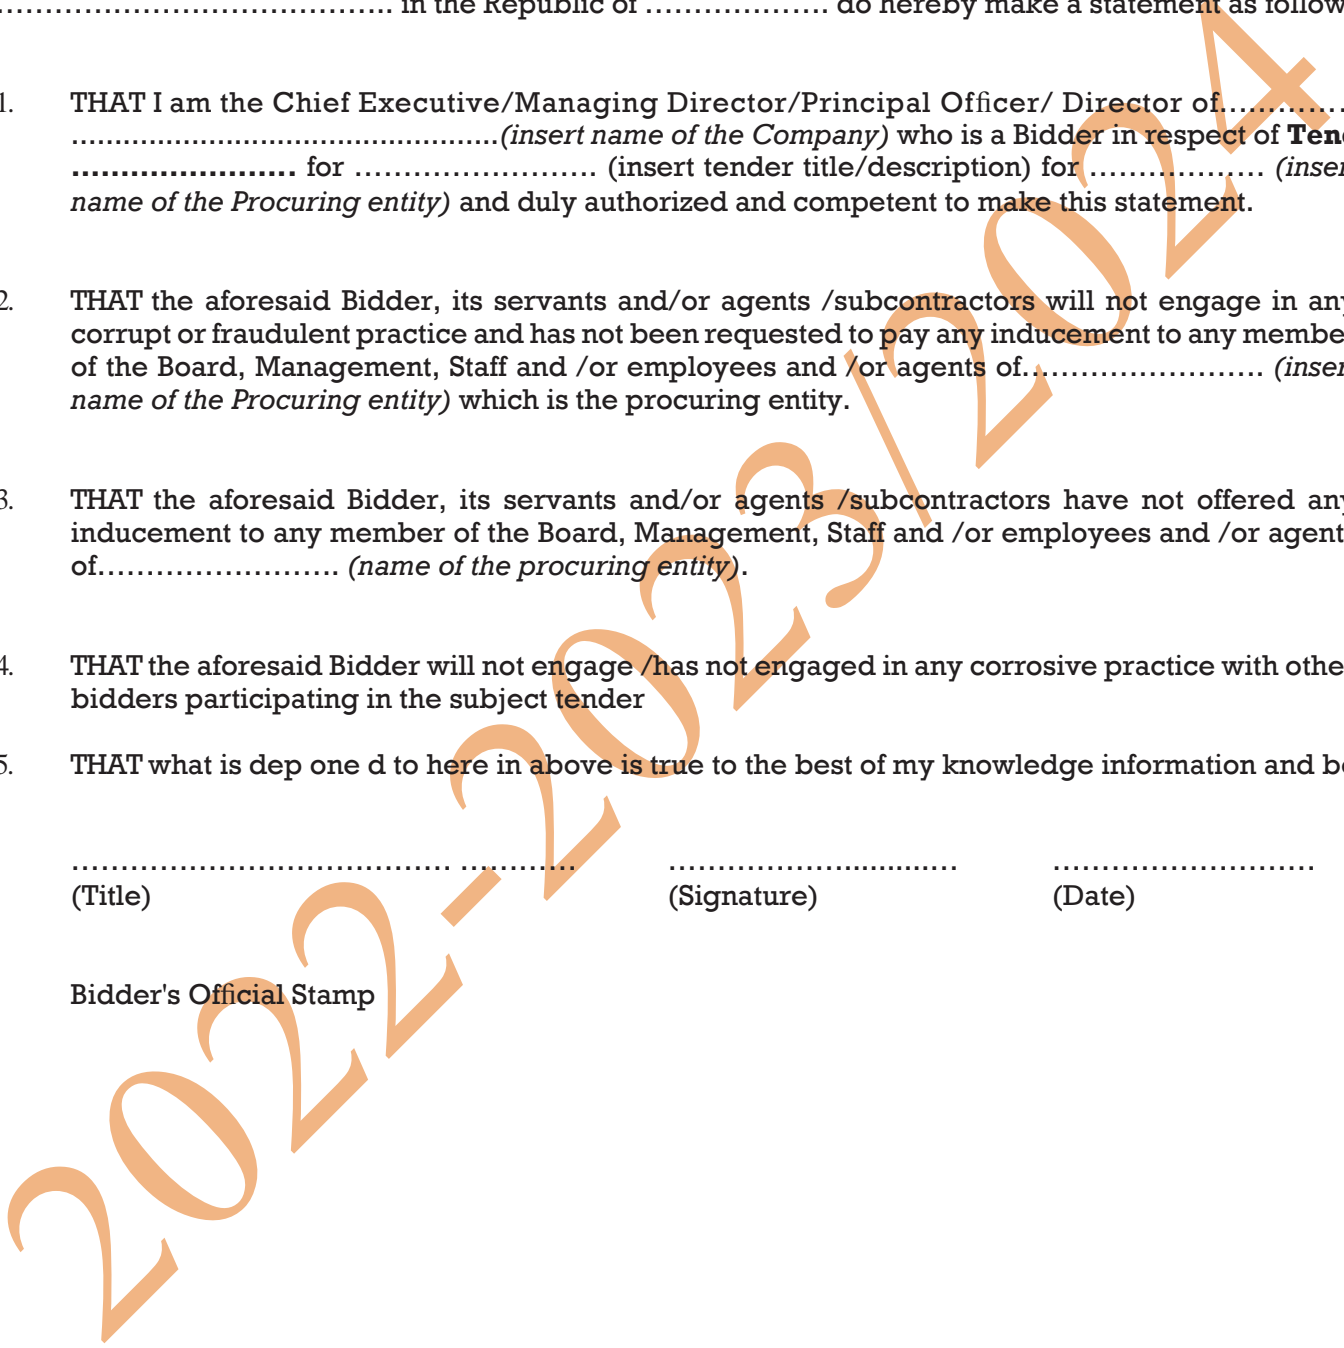 ……………………………….. in the Republic of ………………. do hereby make a statement as follow
1. THAT I am the Chief Executive/Managing Director/Principal Officer/ Director of…..………
………………………………………….(insert name of the Company) who is a Bidder in respect of
………………….. for ……………………. (insert tender title/description) for ……………… (inser
name of the Procuring entity) and duly authorized and competent to make this statement.
2. THAT the aforesaid Bidder, its servants and/or agents /subcontractors will not engage in any
corrupt or fraudulent practice and has not been requested to pay any inducement to any membe
of the Board, Management, Staff and /or employees and /or agents of…………………… (inser
name of the Procuring entity) which is the procuring entity.
3. THAT the aforesaid Bidder, its servants and/or agents /subcontractors have not offered any
inducement to any member of the Board, Management, Staff and /or employees and /or agent
of……………………. (name of the procuring entity).
4. THAT the aforesaid Bidder will not engage /has not engaged in any corrosive practice with othe
bidders participating in the subject tender
5. THAT what is dep one d to here in above is true to the best of my knowledge information and be
………………………………… ………… ………………..........…. ………………………
(Title) (Signature) (Date)
Bidder's Official Stamp
2022-2023/2024